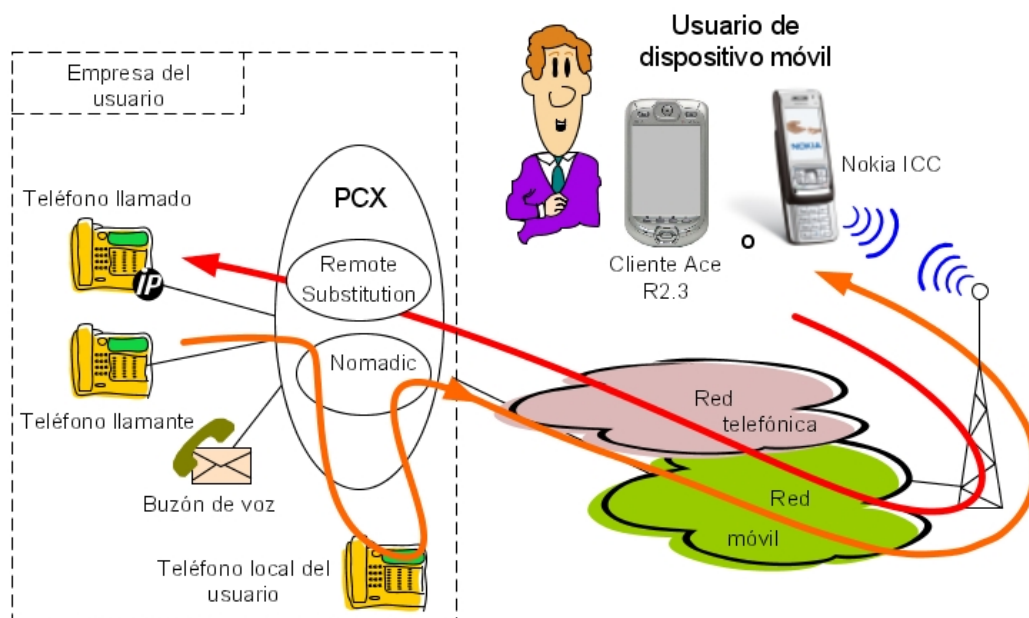 Usuario de
dispositivo móvil
Empresa del
usuario
Teléfono llamado
PCX
NOKIA
Nokia ICC
IP
Remote
Substitution
o
Cliente Ace
R2.3
Nomadic
Teléfono llamante
Red
telefónica
Buzón de voz
Red
móvil
Teléfono local del
usuario